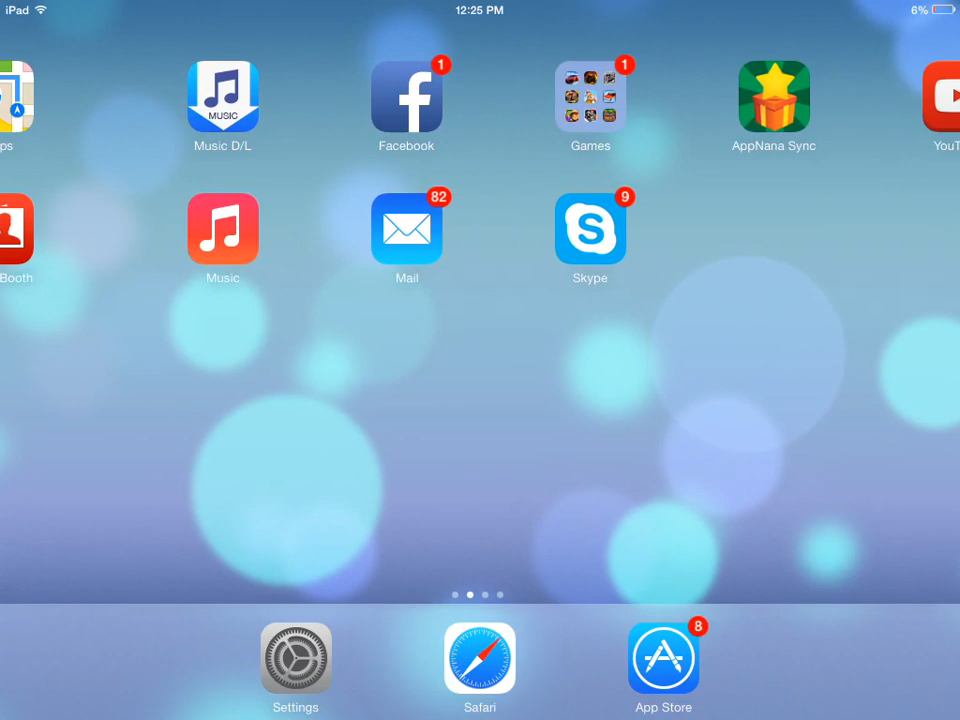 iPad 12:25 PM 6%
1 1
MUSIC
ps Music D/L Facebook Games AppNana Sync YouT
82 9
Booth Music Mail Skype
8
Settings Safari App Store